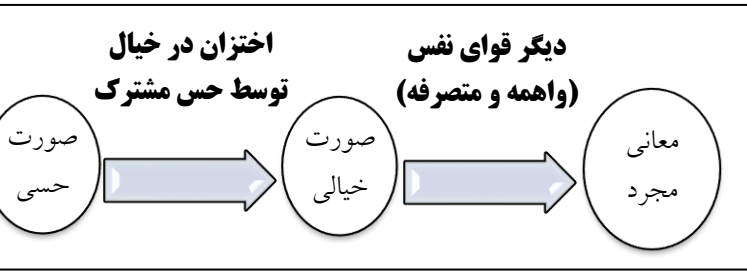 دیگر قوای نفس
(واهمه و متصرفه)
اختزان در خیال
توسط حس مشترک
صورت
حسی
صورت
خیالی
معانی
مجرد